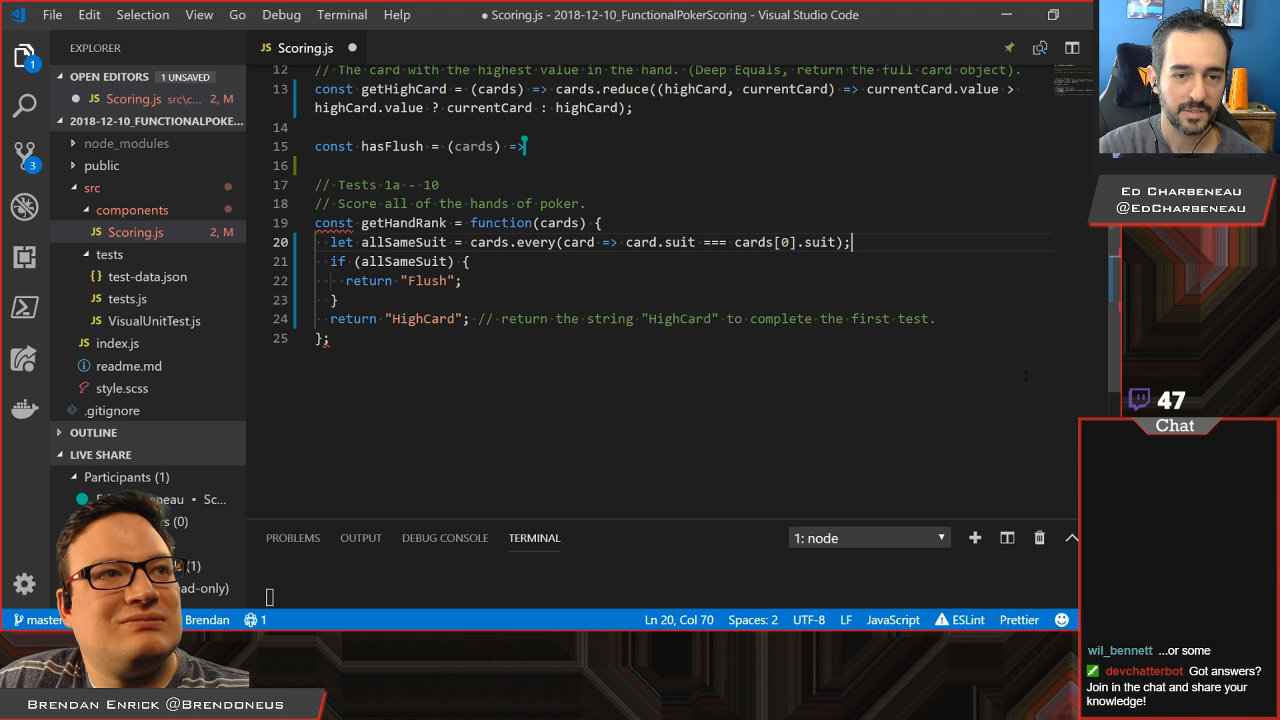 File Edit Selection View Go Debug Terminal Help
● Scoring.js - 2018-12-10_FunctionalPokerScoring - Visual Studio Code
EXPLORER
OPEN EDITORS 1 UNSAVED
JS Scoring.js src\c... 2, M
2018-12-10_FUNCTIONALPOKE...
node_modules
public
src
components
JS Scoring.js 2, M
tests
{} test-data.json
JS tests.js
JS VisualUnitTest.js
JS index.js
readme.md
style.scss
.gitignore
OUTLINE
LIVE SHARE
Participants (1)
neau • Sc...
rs (0)
(1)
ad-only)
1
3
JS Scoring.js
12 // The card with the highest value in the hand. (Deep Equals, return the full card object).
13 const getHighCard = (cards) => cards.reduce((highCard, currentCard) => currentCard.value >
highCard.value ? currentCard : highCard);
14
15 const hasFlush = (cards) =>
16
17 // Tests 1a - 10
18 // Score all of the hands of poker.
19 const getHandRank = function(cards) {
20 let allSameSuit = cards.every(card => card.suit === cards[0].suit);
21 if (allSameSuit) {
22 return "Flush";
23 }
24 return "HighCard"; // return the string "HighCard" to complete the first test.
25 };
PROBLEMS OUTPUT DEBUG CONSOLE TERMINAL
1: node
master Brendan 1 Ln 20, Col 70 Spaces: 2 UTF-8 LF JavaScript ESLint Prettier
Ed Charbeneau
@EdCharbeneau
47
Chat
wil_bennett ...or some
devchatterbot Got answers?
Join in the chat and share your
knowledge!
Brendan Enrick @Brendoneus